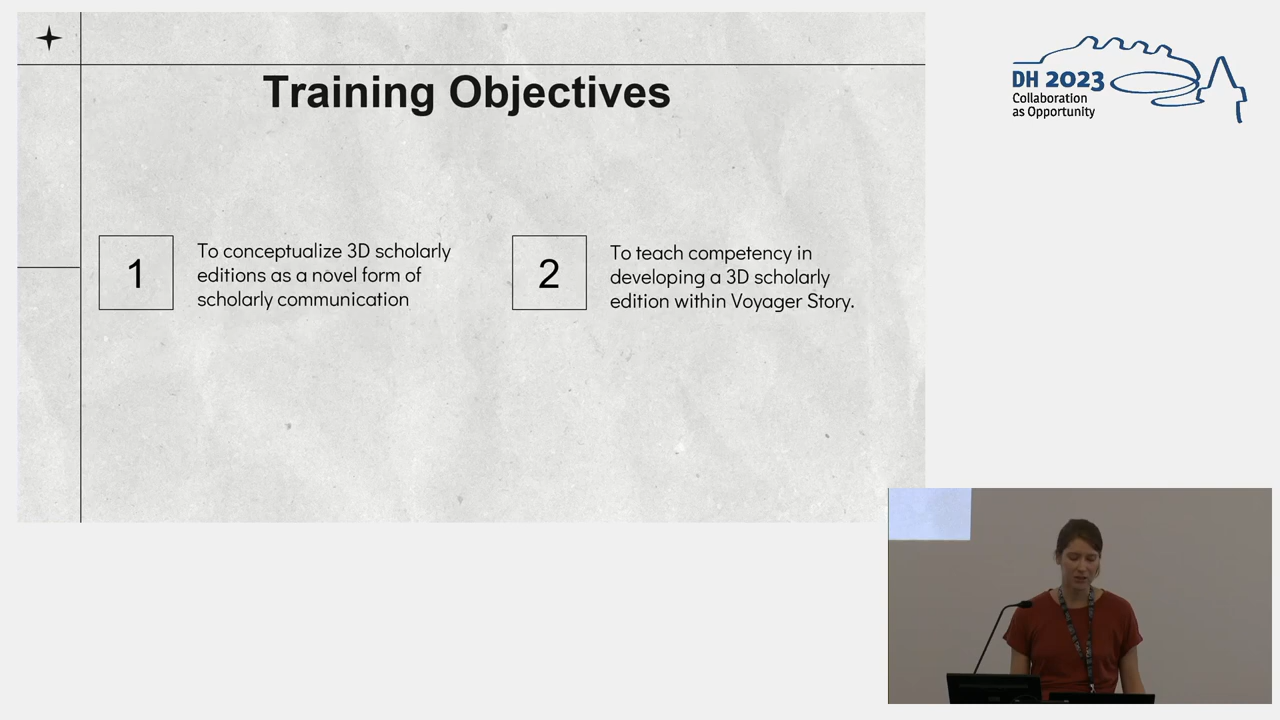 Training Objectives
1
To conceptualize 3D scholarly
editions as a novel form of
scholarly communication
2
To teach competency in
developing a 3D scholarly
edition within Voyager Story.
DH 2023
Collaboration
as Opportunity